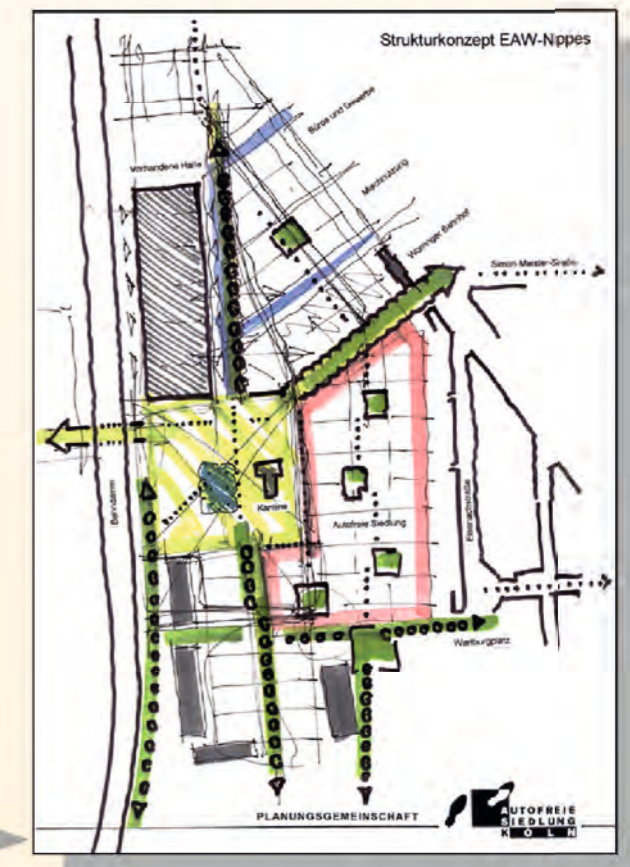 Strukturkonzept EAW-Nippes
Büros und Gewerbe
Vorhandene Halle
Mischnutzung
Worringer Bahnhof
Simon-Meister-Straße
Bahndamm
Kantine
Autofreie Siedlung
Eisenachstraße
Wartburgplatz
PLANUNGSGEMEINSCHAFT
AUTOFREIE
SIEDLUNG
KÖLN